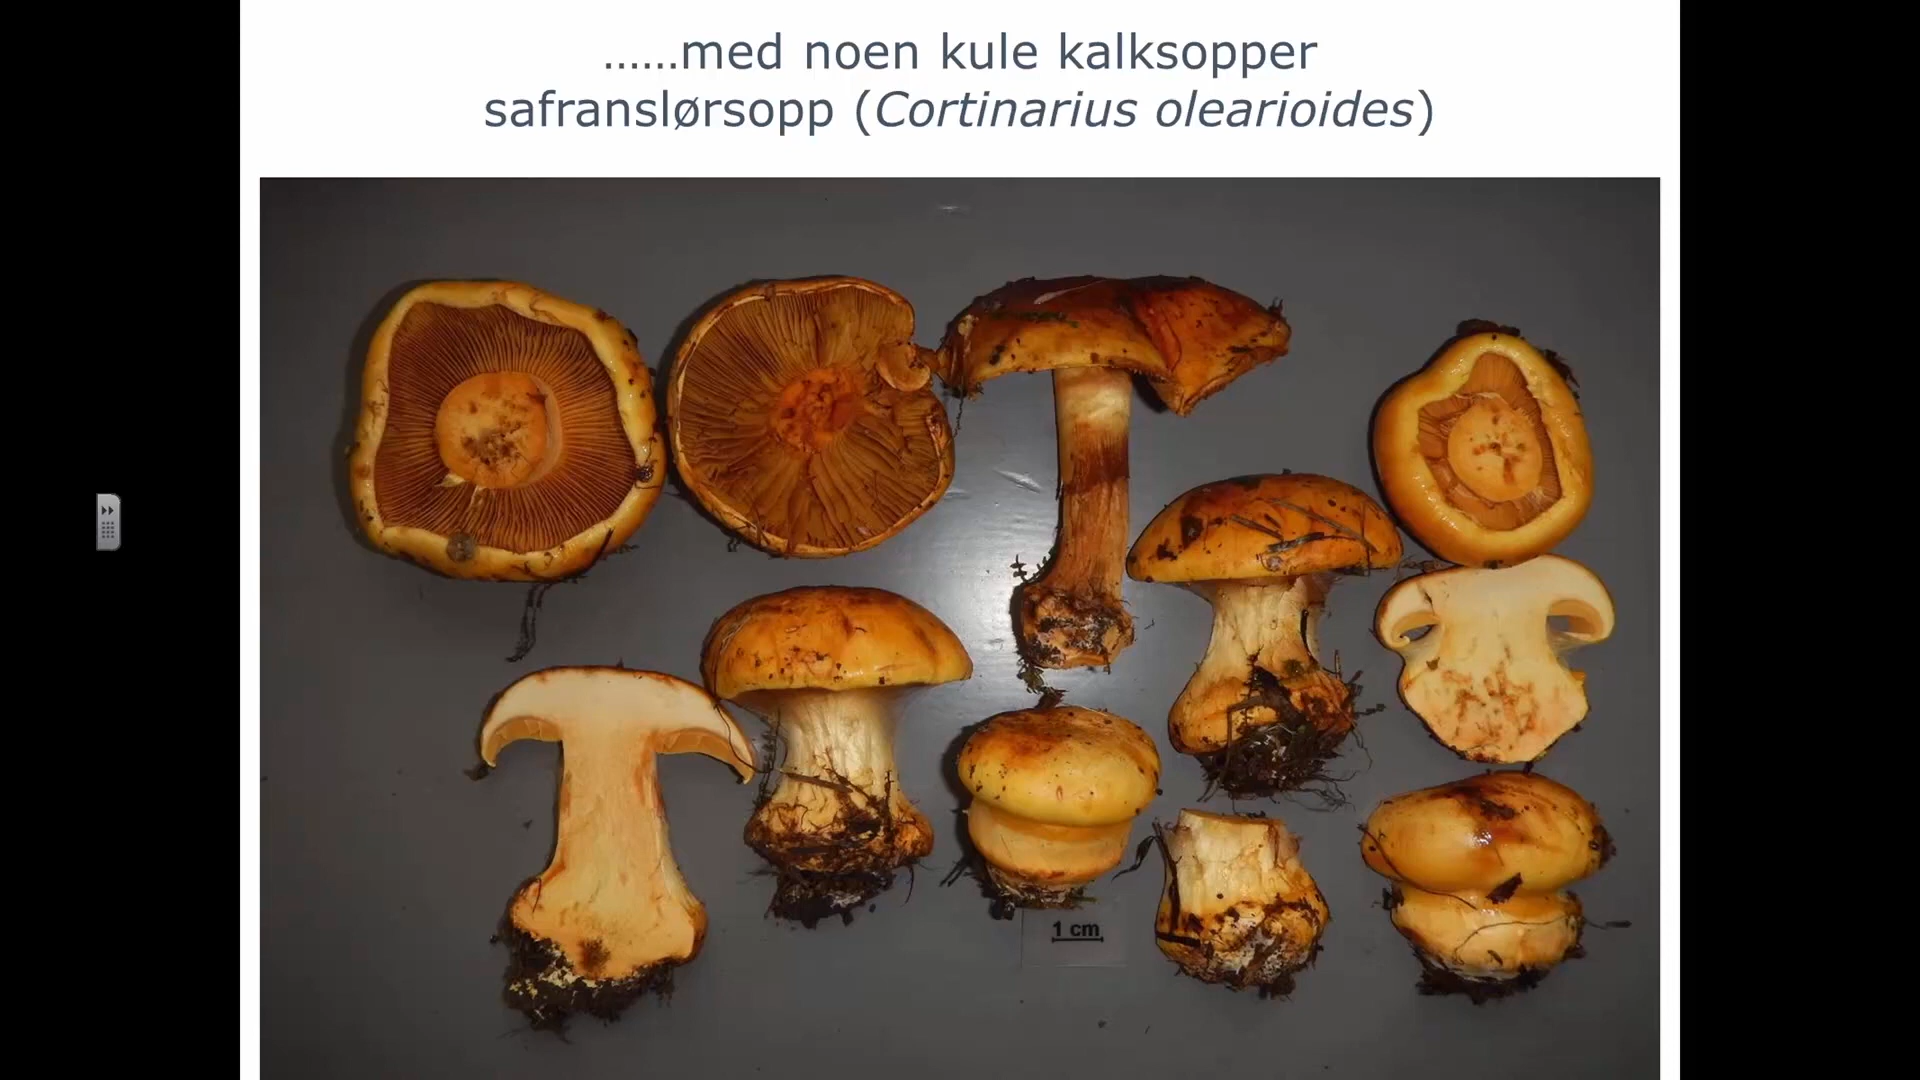 ......med noen kule kalksopper
safranslørsopp (Cortinarius olearioides)
1 cm